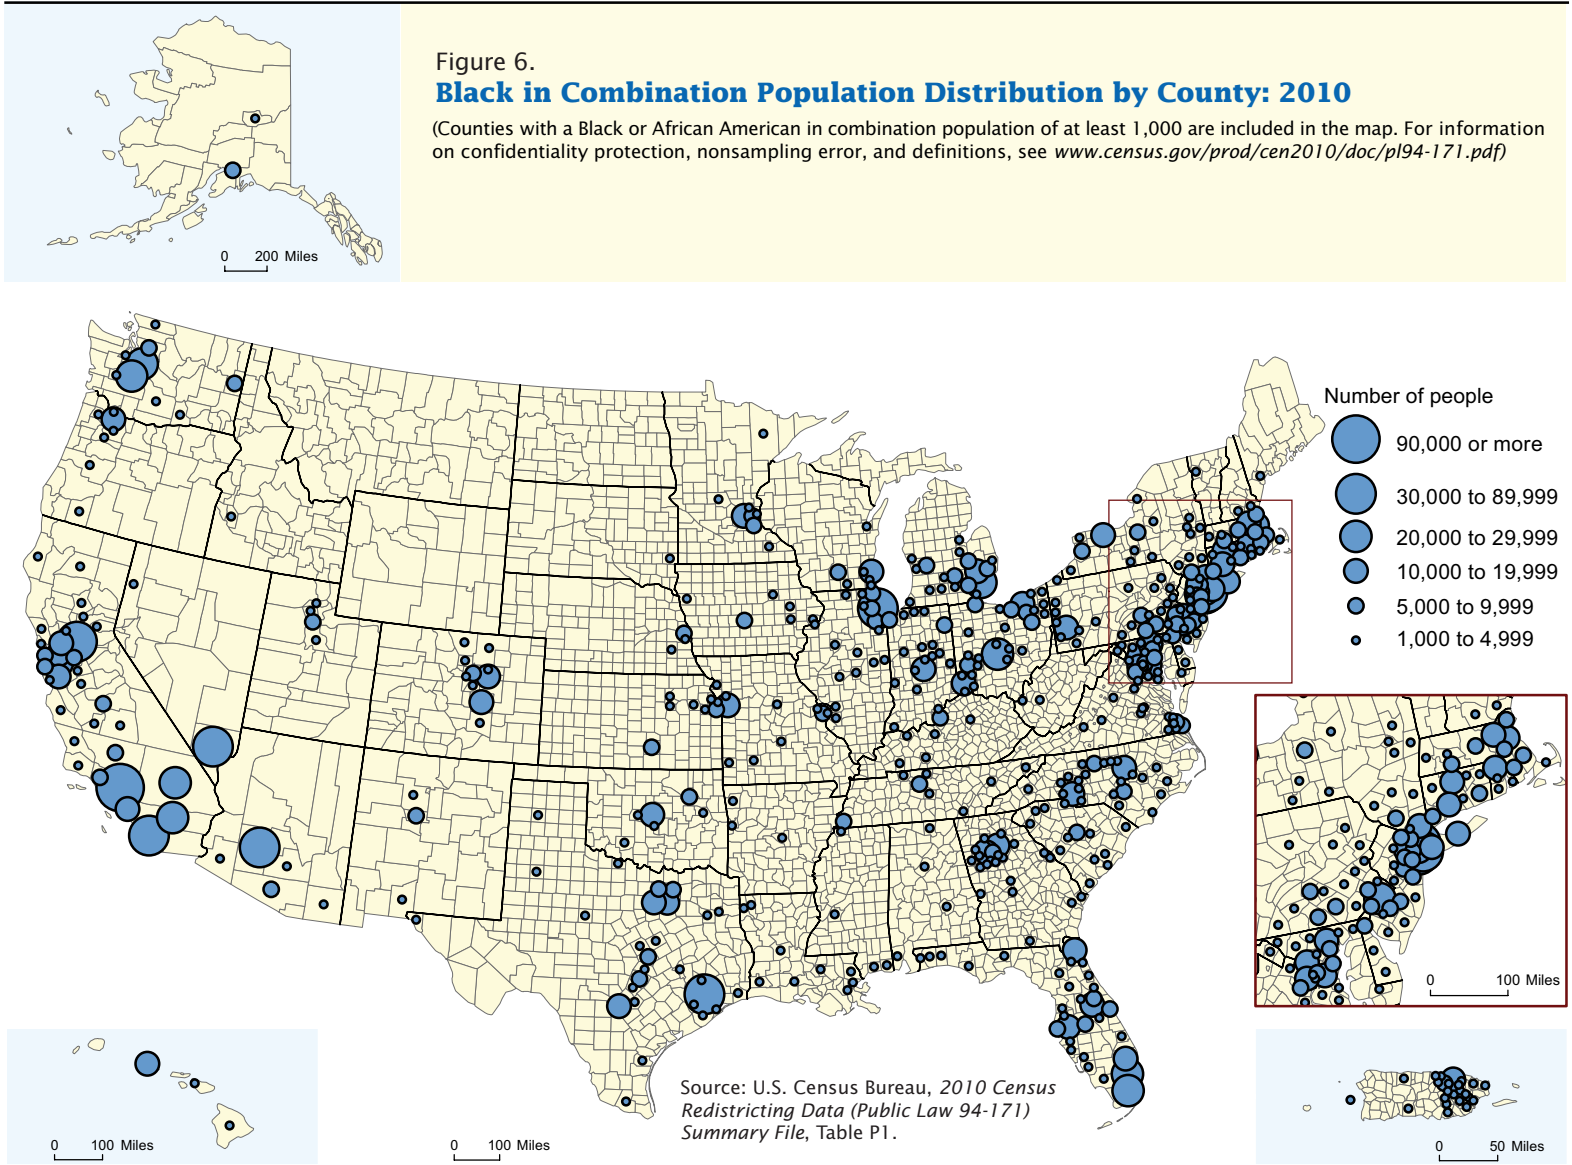 Figure 6.
Black in Combination Population Distribution by County: 2010
(Counties with a Black or African American in combination population of at least 1,000 are included in the map. For information
on confidentiality protection, nonsampling error, and definitions, see www.census.gov/prod/cen2010/doc/pl94-171.pdf)
0 200 Miles
Number of people
90,000 or more
30,000 to 89,999
20,000 to 29,999
10,000 to 19,999
5,000 to 9,999
1,000 to 4,999
0 100 Miles
Source: U.S. Census Bureau, 2010 Census
Redistricting Data (Public Law 94-171)
Summary File, Table P1.
0 100 Miles
0 100 Miles
0 50 Miles